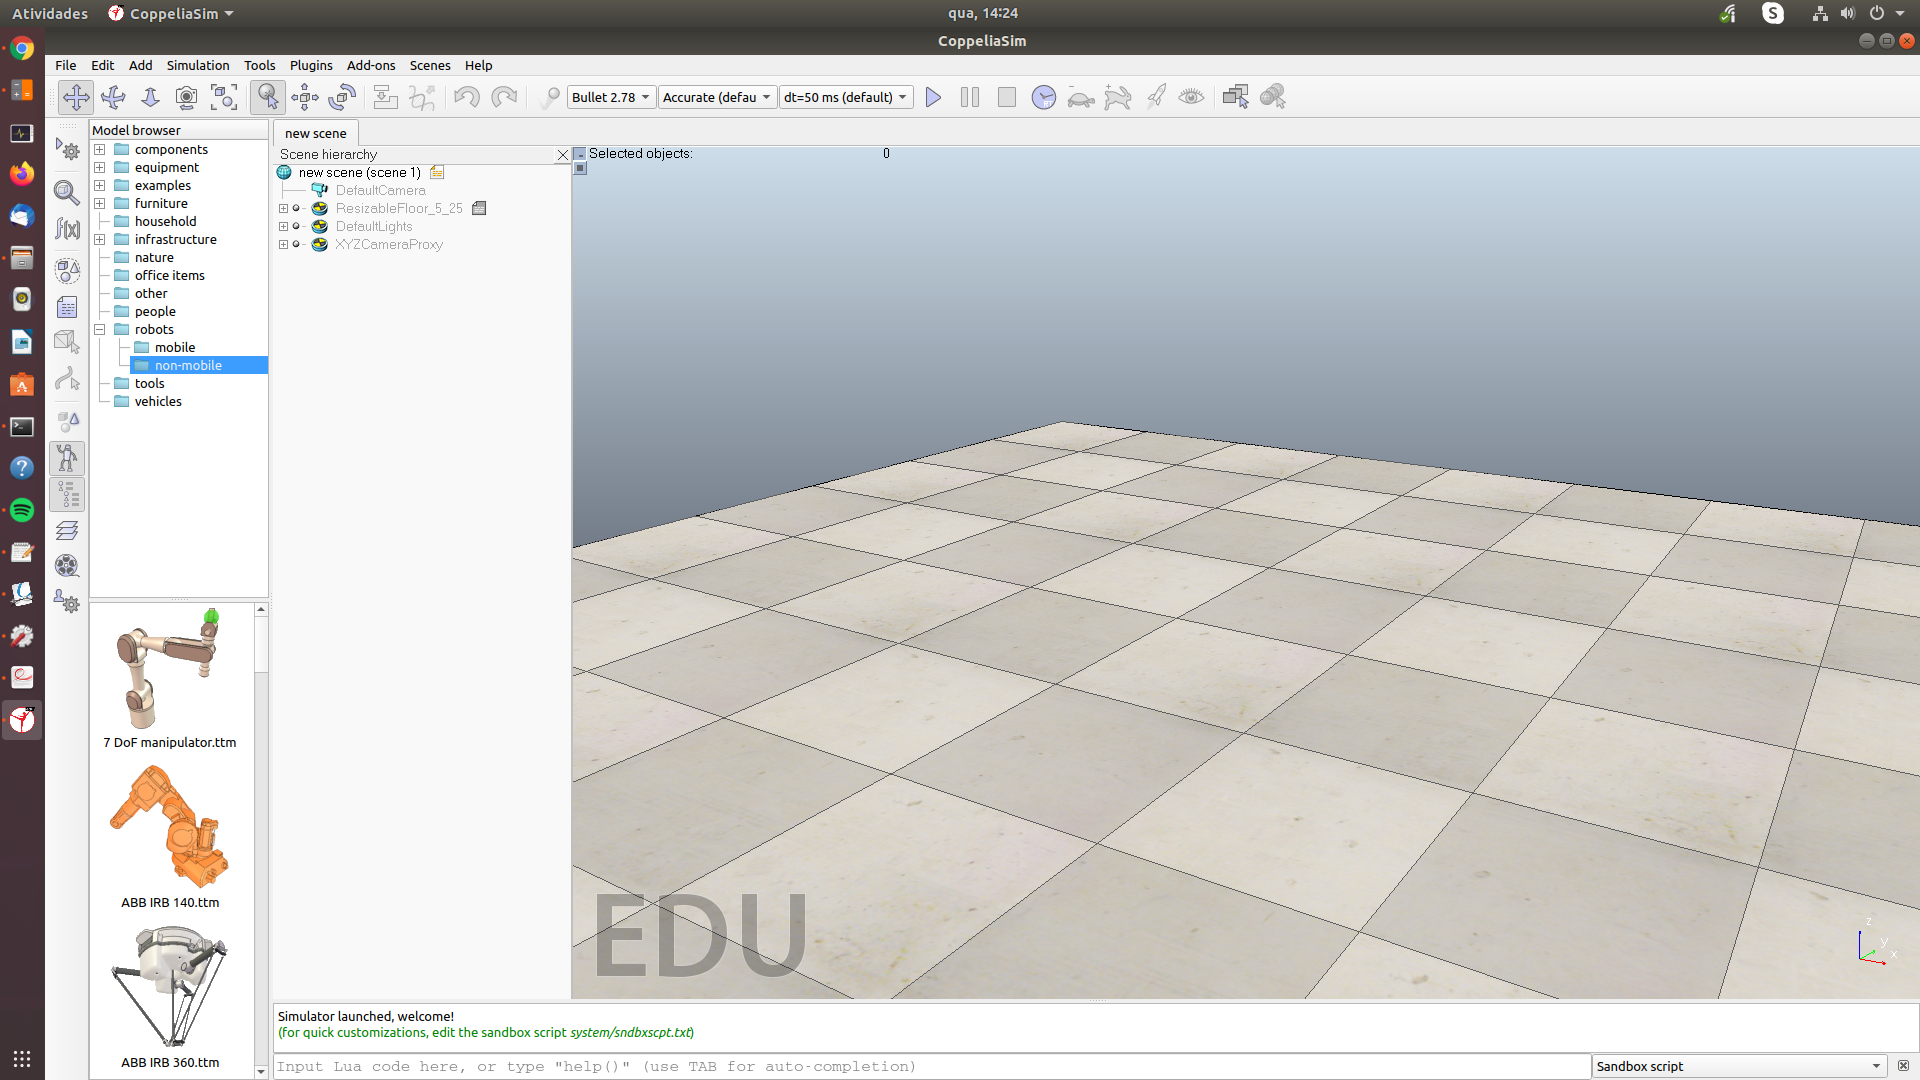 Atividades CoppeliaSim qua, 14:24
CoppeliaSim
File Edit Add Simulation Tools Plugins Add-ons Scenes Help
Bullet 2.78 Accurate (defau dt=50 ms (default)
Model browser
components
equipment
examples
furniture
household
infrastructure
nature
office items
other
people
robots
mobile
non-mobile
tools
vehicles
7 DoF manipulator.ttm
ABB IRB 140.ttm
ABB IRB 360.ttm
new scene
Scene hierarchy
new scene (scene 1)
DefaultCamera
ResizableFloor_5_25
DefaultLights
XYZCameraProxy
Selected objects: 0
EDU
z
y
x
Simulator launched, welcome!
(for quick customizations, edit the sandbox script system/sndbxscpt.txt)
Input Lua code here, or type "help()" (use TAB for auto-completion)
Sandbox script